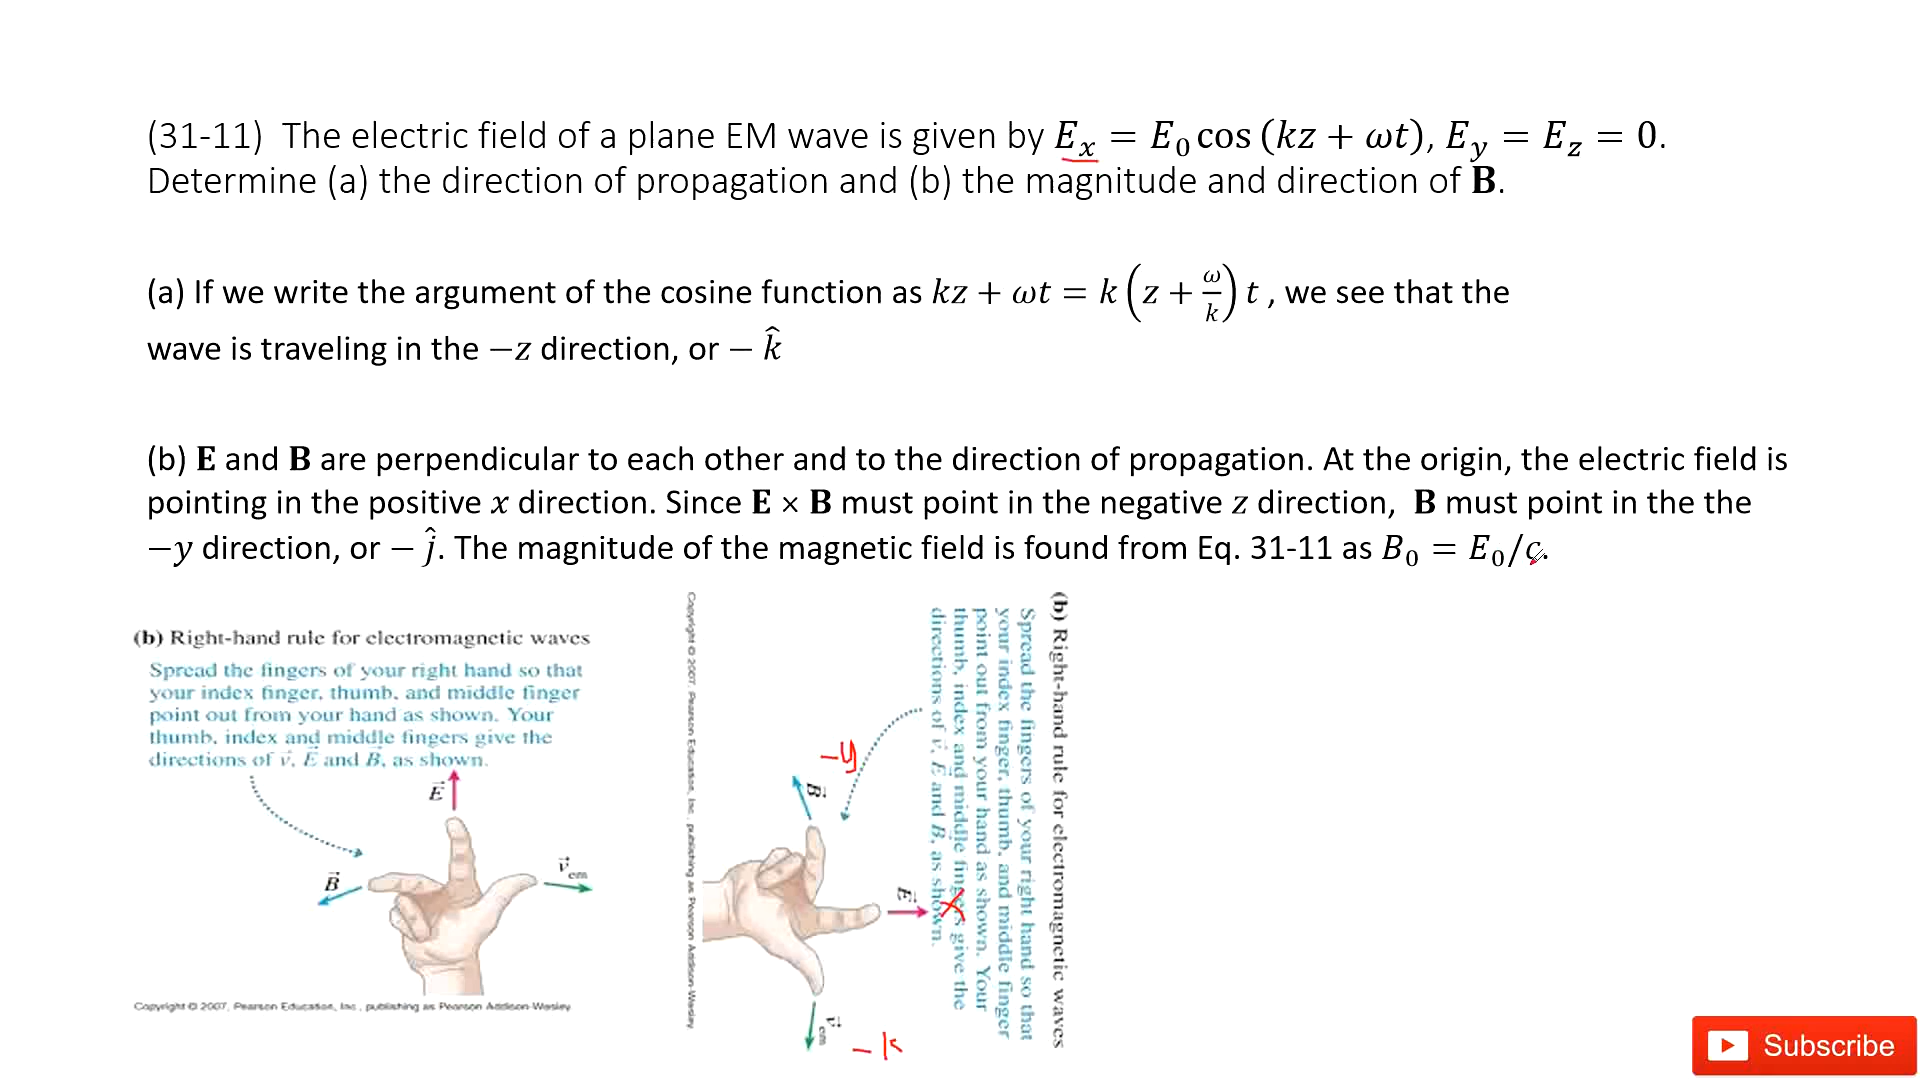 (31-11) The electric field of a plane EM wave is given by Eₓ = E₀ cos (kz + ωt), E_y = E_z = 0.
Determine (a) the direction of propagation and (b) the magnitude and direction of B.
(a) If we write the argument of the cosine function as kz + ωt = k(z + ω/k) t , we see that the
wave is traveling in the −z direction, or − k̂
(b) E and B are perpendicular to each other and to the direction of propagation. At the origin, the electric field is
pointing in the positive x direction. Since E × B must point in the negative z direction, B must point in the the
−y direction, or − ĵ. The magnitude of the magnetic field is found from Eq. 31-11 as B₀ = E₀/c.
(b) Right-hand rule for electromagnetic waves
Spread the fingers of your right hand so that
your index finger, thumb, and middle finger
point out from your hand as shown. Your
thumb, index and middle fingers give the
directions of v⃗, E⃗ and B⃗, as shown.
E⃗
B⃗
v⃗em
Copyright © 2007, Pearson Education, Inc., publishing as Pearson Addison-Wesley
(b) Right-hand rule for electromagnetic waves
Spread the fingers of your right hand so that
your index finger, thumb, and middle finger
point out from your hand as shown. Your
thumb, index and middle fingers give the
directions of v⃗, E⃗ and B⃗, as shown.
−y
B⃗
E⃗
x
v⃗em
−k
Copyright © 2007, Pearson Education, Inc., publishing as Pearson Addison-Wesley
Subscribe